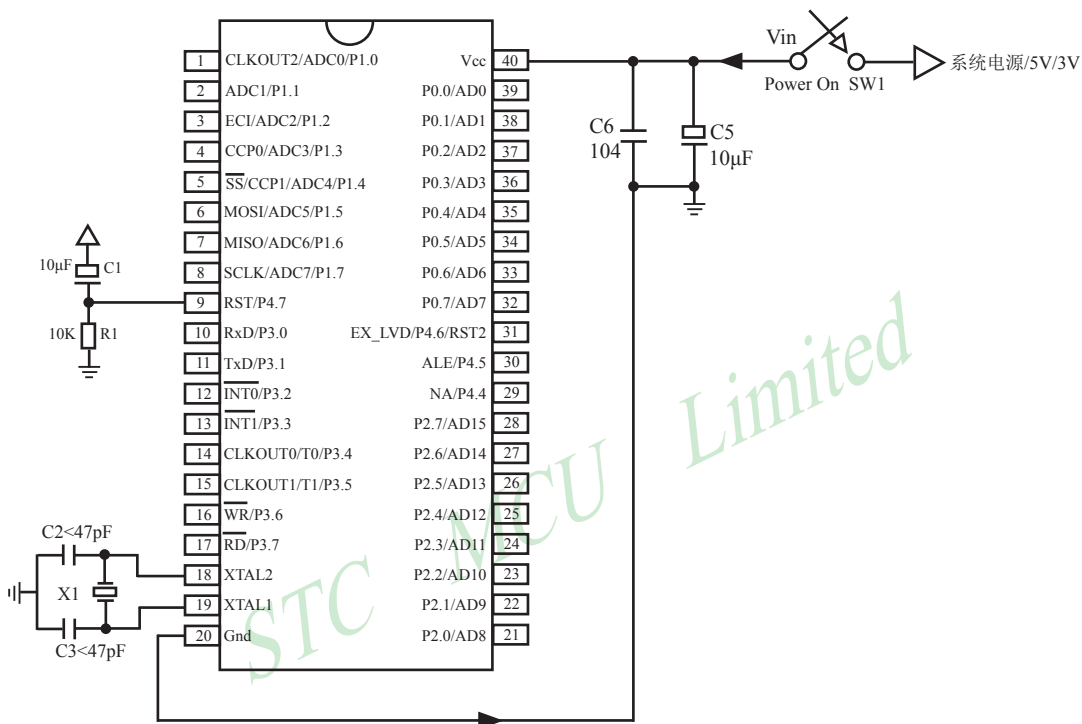 1 CLKOUT2/ADC0/P1.0
2 ADC1/P1.1
3 ECI/ADC2/P1.2
4 CCP0/ADC3/P1.3
5 SS/CCP1/ADC4/P1.4
6 MOSI/ADC5/P1.5
7 MISO/ADC6/P1.6
8 SCLK/ADC7/P1.7
9 RST/P4.7
10 RxD/P3.0
11 TxD/P3.1
12 INT0/P3.2
13 INT1/P3.3
14 CLKOUT0/T0/P3.4
15 CLKOUT1/T1/P3.5
16 WR/P3.6
17 RD/P3.7
18 XTAL2
19 XTAL1
20 Gnd
Vcc 40
P0.0/AD0 39
P0.1/AD1 38
P0.2/AD2 37
P0.3/AD3 36
P0.4/AD4 35
P0.5/AD5 34
P0.6/AD6 33
P0.7/AD7 32
EX_LVD/P4.6/RST2 31
ALE/P4.5 30
NA/P4.4 29
P2.7/AD15 28
P2.6/AD14 27
P2.5/AD13 26
P2.4/AD12 25
P2.3/AD11 24
P2.2/AD10 23
P2.1/AD9 22
P2.0/AD8 21
10μF C1
10K R1
C2<47pF
X1
C3<47pF
Vin
Power On SW1
系统电源/5V/3V
C6
104
C5
10μF
STC MCU Limited